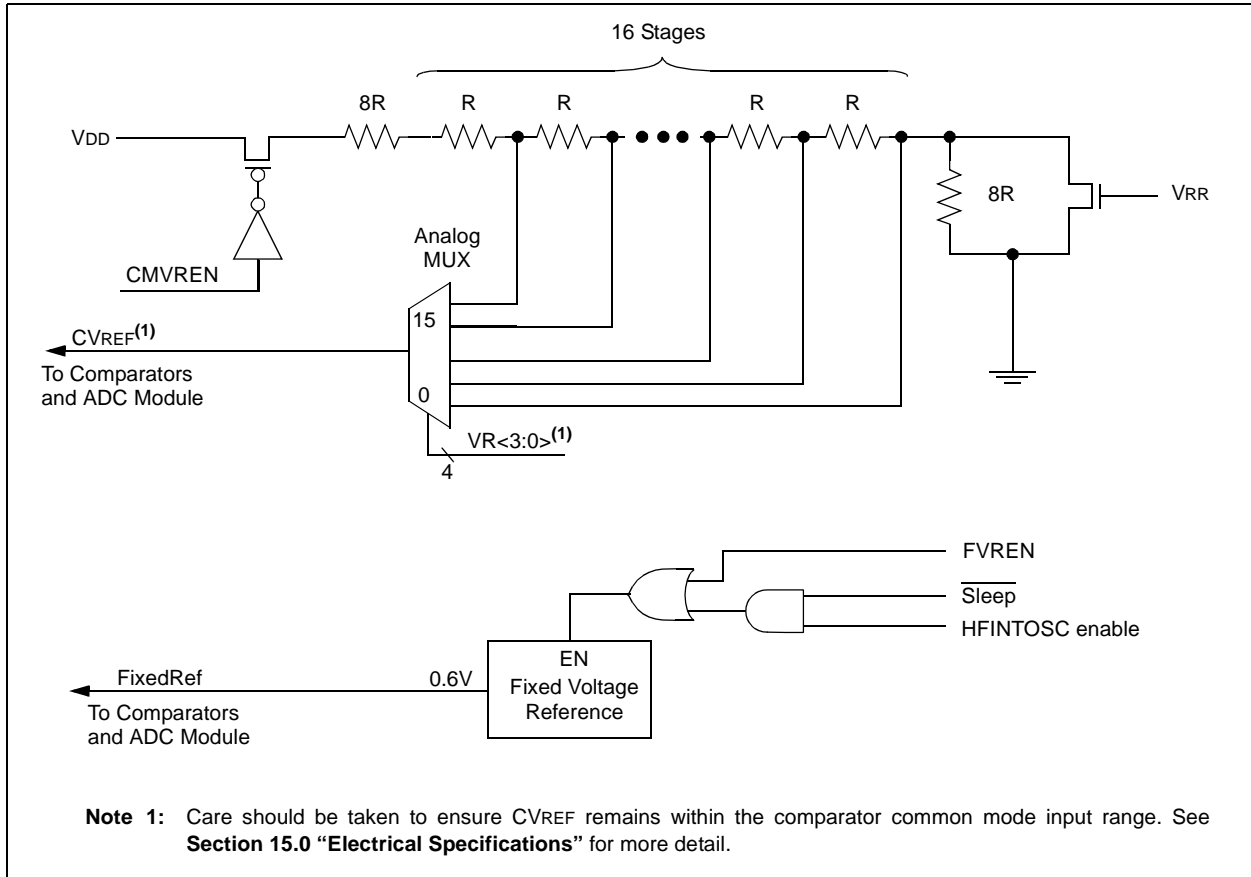 16 Stages
8R R R R R
VDD
8R
VRR
CMVREN
Analog
MUX
15
CVREF(1)
To Comparators
and ADC Module
0
VR<3:0>(1)
4
FVREN
Sleep
HFINTOSC enable
EN
FixedRef 0.6V Fixed Voltage
Reference
To Comparators
and ADC Module
Note 1: Care should be taken to ensure CVREF remains within the comparator common mode input range. See
Section 15.0 “Electrical Specifications” for more detail.